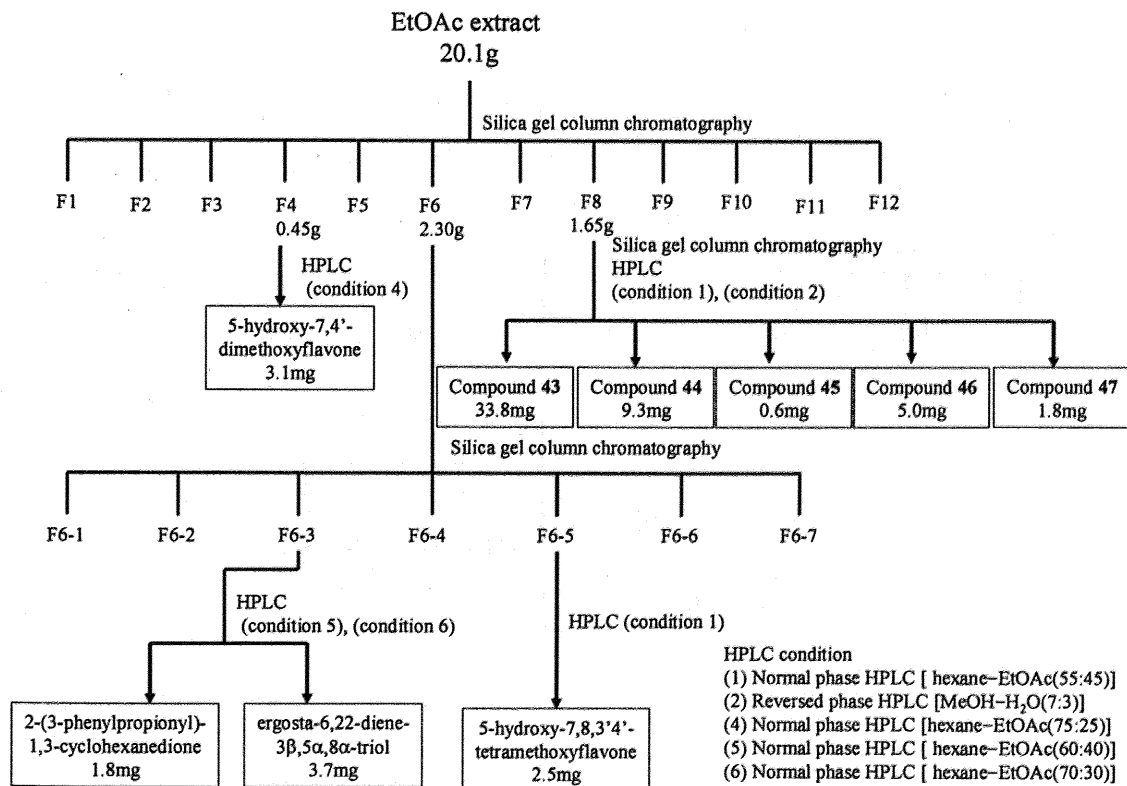 EtOAc extract
20.1g
Silica gel column chromatography
F1
F2
F3
F4
F5
F6
F7
F8
F9
F10
F11
F12
0.45g
2.30g
1.65g
Silica gel column chromatography
HPLC
(condition 1), (condition 2)
HPLC
(condition 4)
5-hydroxy-7,4'-
dimethoxyflavone
3.1mg
Compound 43
33.8mg
Compound 44
9.3mg
Compound 45
0.6mg
Compound 46
5.0mg
Compound 47
1.8mg
Silica gel column chromatography
F6-1
F6-2
F6-3
F6-4
F6-5
F6-6
F6-7
HPLC
(condition 5), (condition 6)
HPLC (condition 1)
2-(3-phenylpropionyl)-
1,3-cyclohexanedione
1.8mg
ergosta-6,22-diene-
3β,5α,8α-triol
3.7mg
5-hydroxy-7,8,3'4'-
tetramethoxyflavone
2.5mg
HPLC condition
(1) Normal phase HPLC [ hexane−EtOAc(55:45)]
(2) Reversed phase HPLC [MeOH−H₂O(7:3)]
(4) Normal phase HPLC [hexane−EtOAc(75:25)]
(5) Normal phase HPLC [ hexane−EtOAc(60:40)]
(6) Normal phase HPLC [ hexane−EtOAc(70:30)]